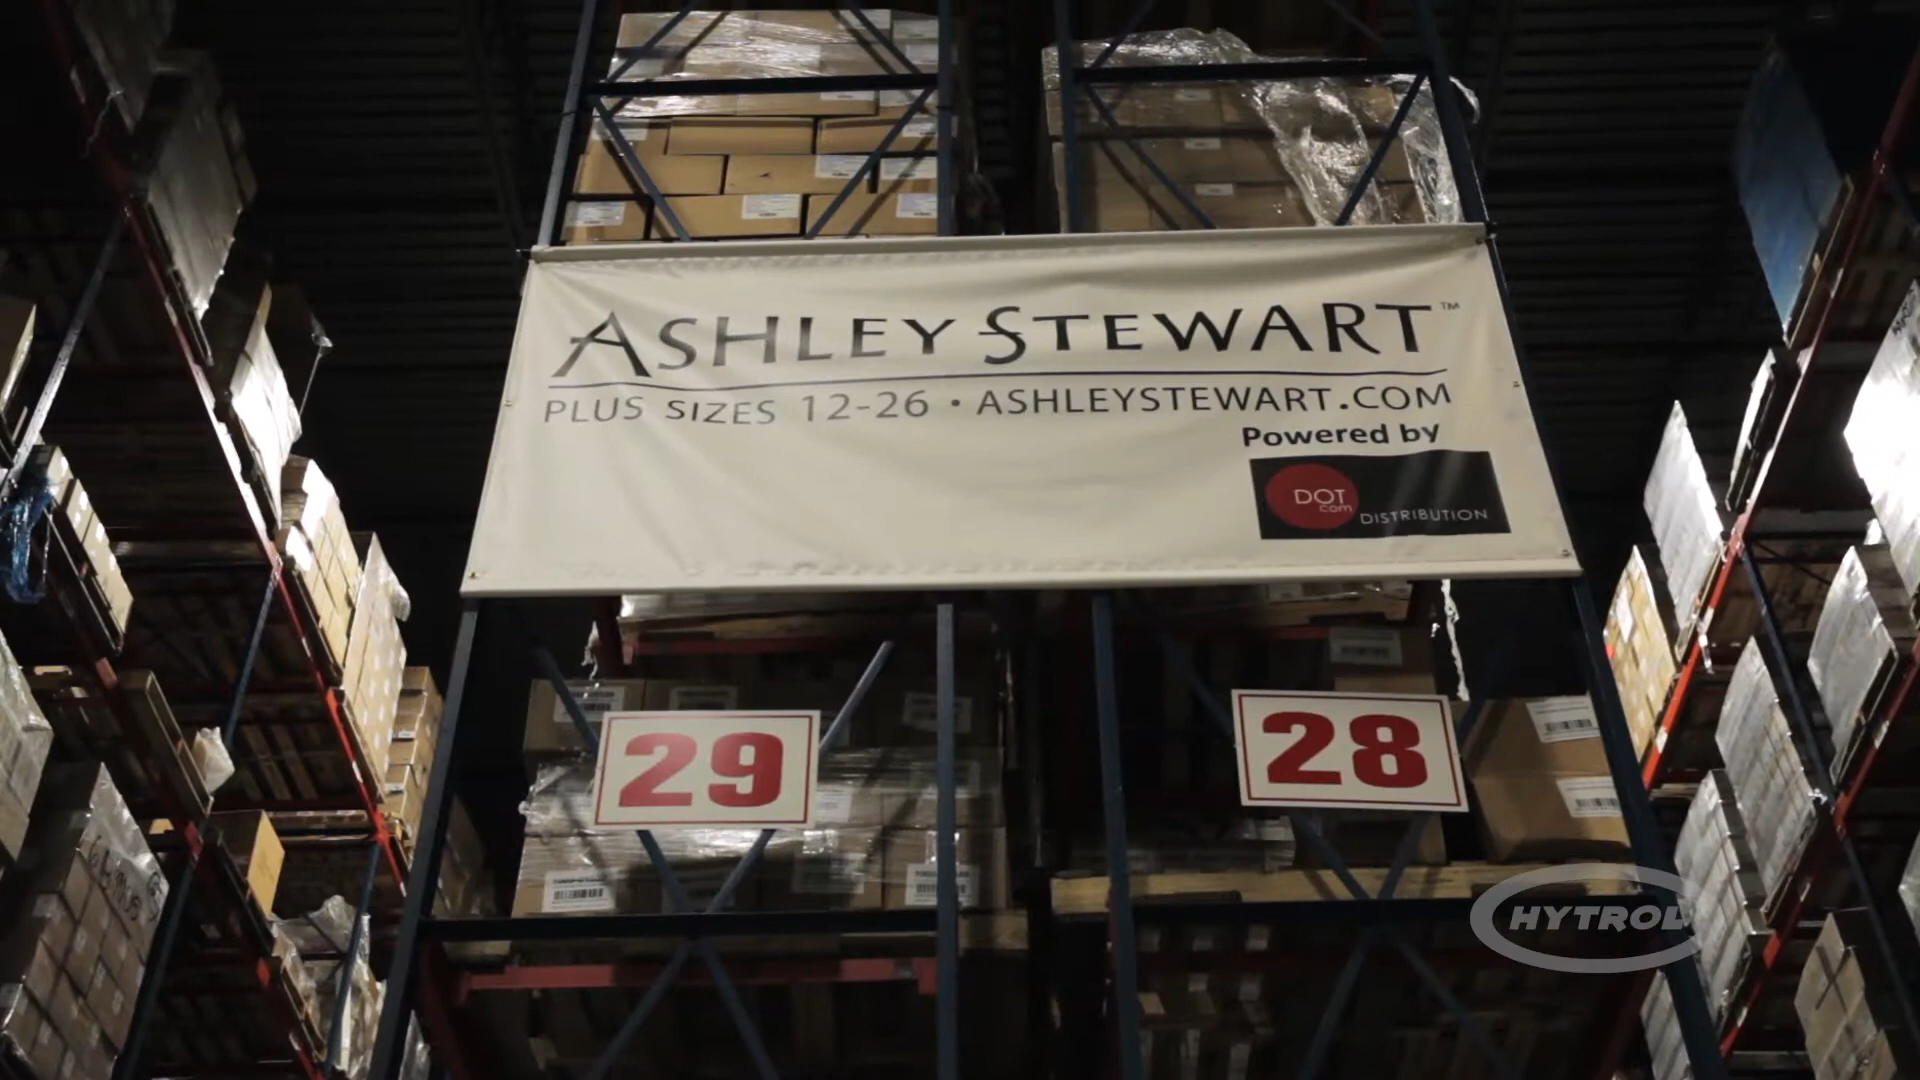 ASHLEY STEWART™
PLUS SIZES 12-26 • ASHLEYSTEWART.COM
Powered by
DOT
com
DISTRIBUTION
29
28
HYTROL